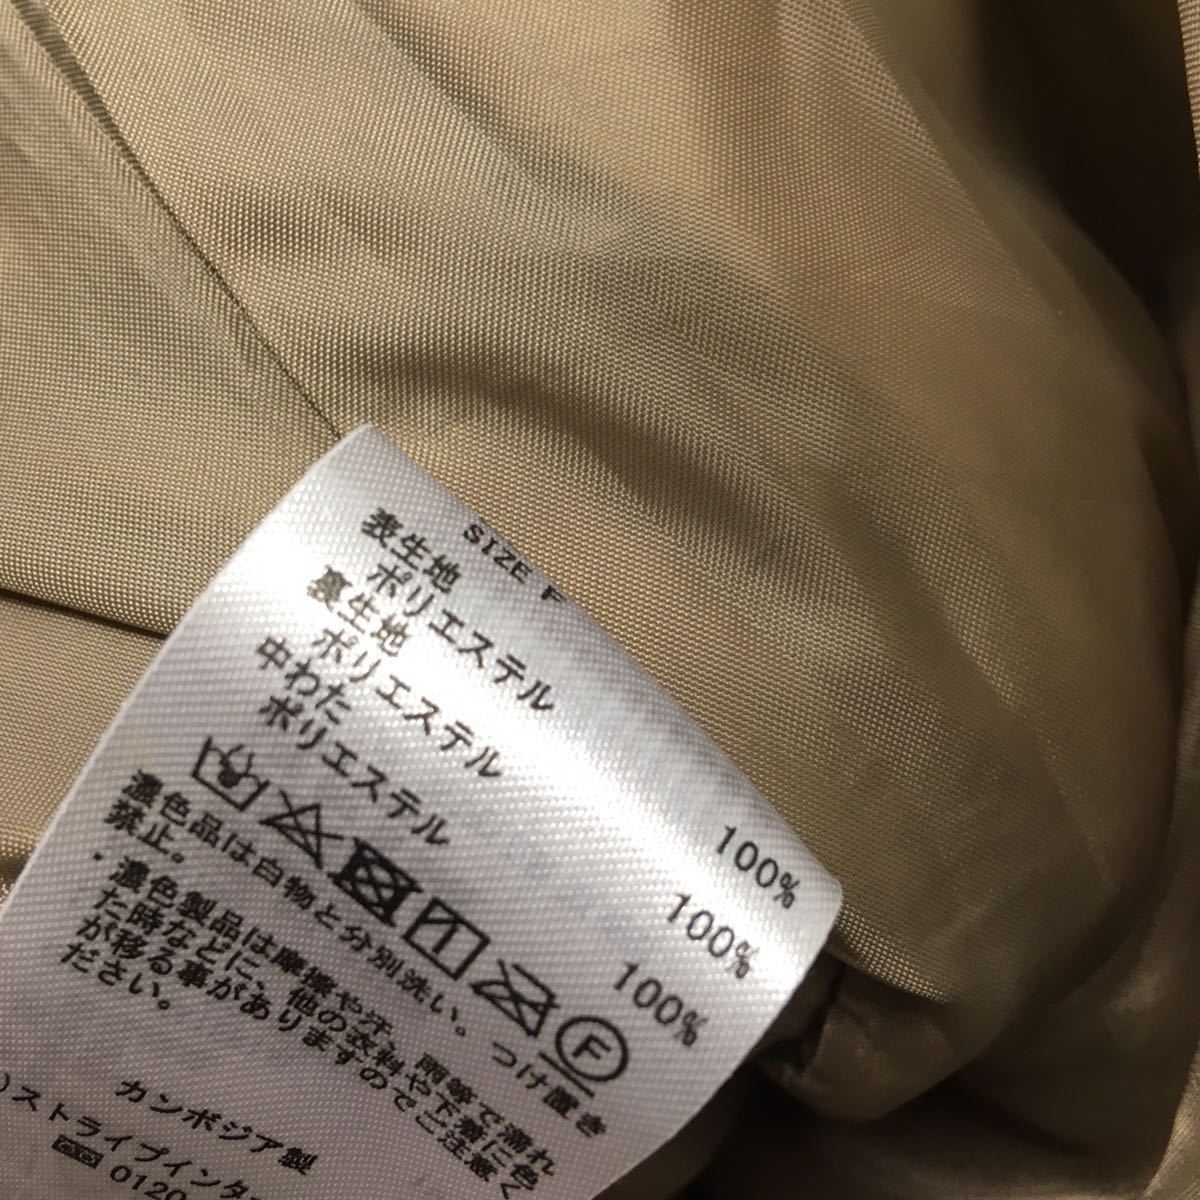 SIZE F
表生地
ポリエステル 100%
裏生地
ポリエステル 100%
中わた
ポリエステル 100%
F
濃色品は白物と分別洗い。つけ置き
禁止。
・濃色製品は摩擦や汗、雨等で濡れ
た時などに、他の衣料や下着に色
が移る事がありますのでご注意く
ださい。
カンボジア製
)ストライプインタ
0120